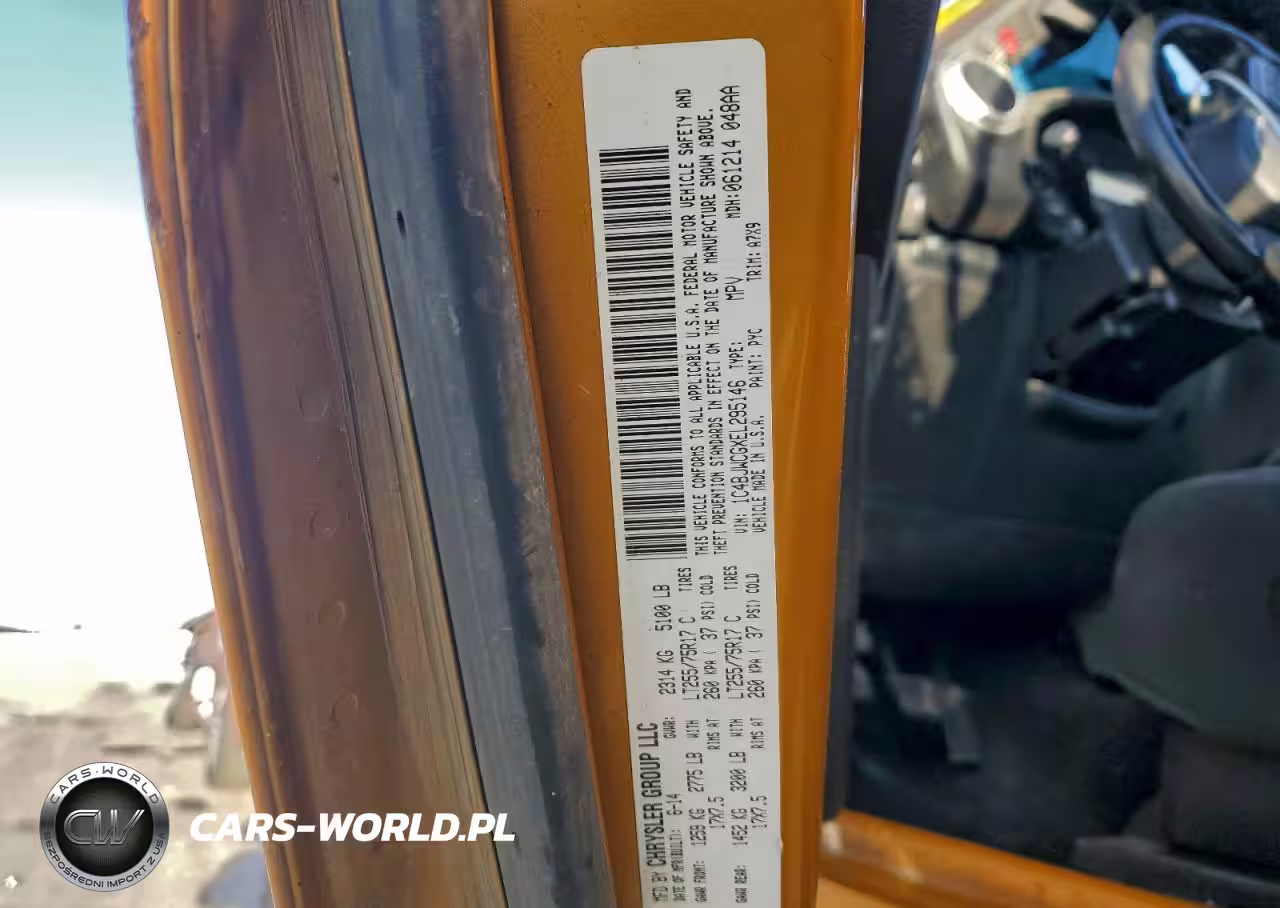 MFD BY CHRYSLER GROUP LLC
DATE OF MFR(BUILT): 6-14 GVWR: 2314 KG 5100 LB
GAWR FRONT: 1259 KG 2775 LB WITH LT255/75R17 C TIRES
17X7.5 RIMS AT 260 KPA ( 37 PSI) COLD
GAWR REAR: 1452 KG 3200 LB WITH LT255/75R17 C TIRES
17X7.5 RIMS AT 260 KPA ( 37 PSI) COLD
THIS VEHICLE CONFORMS TO ALL APPLICABLE U.S.A. FEDERAL MOTOR VEHICLE SAFETY AND
THEFT PREVENTION STANDARDS IN EFFECT ON THE DATE OF MANUFACTURE SHOWN ABOVE.
VIN: 1C4BJWCGXEL295146 TYPE: MPV MDH:061214 048AA
VEHICLE MADE IN U.S.A. PAINT: PYC TRIM: A7X9
CARS-WORLD
CW
BEZPOŚREDNI IMPORT Z USA
CARS-WORLD.PL